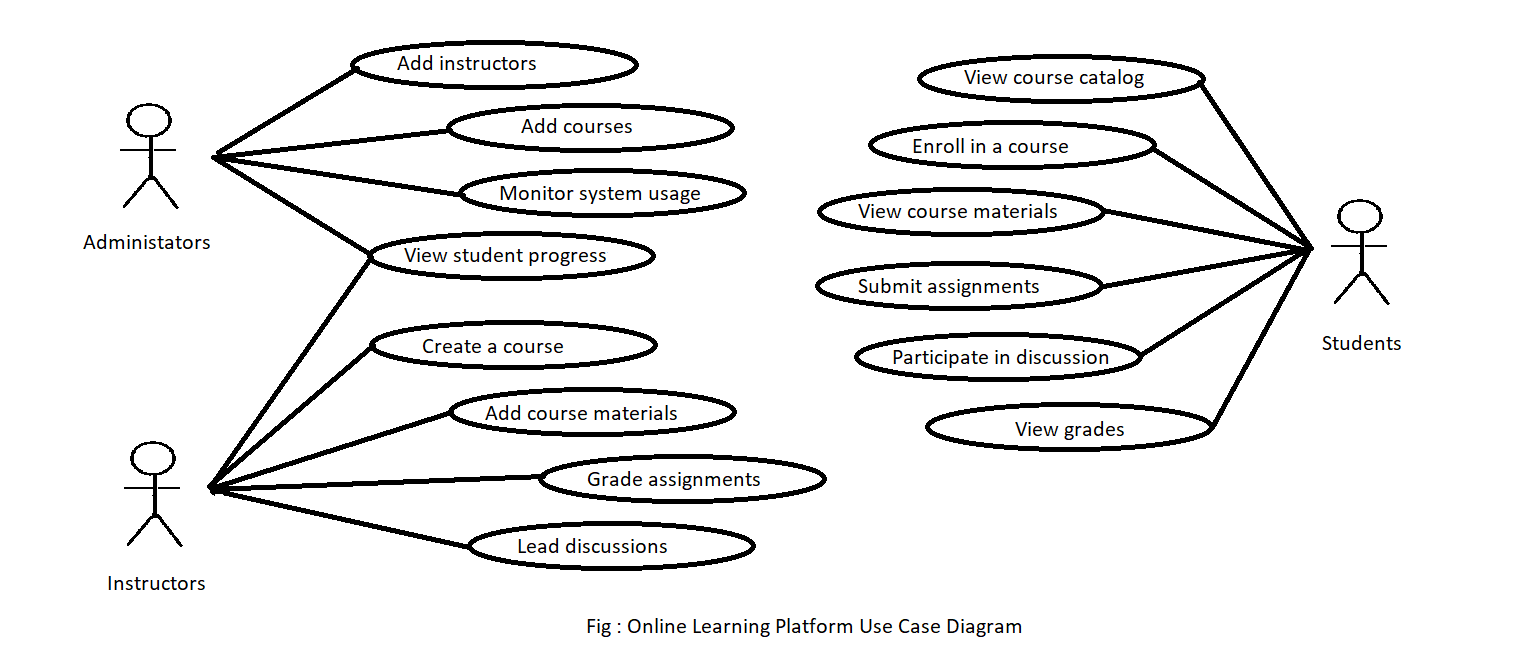 Add instructors
Add courses
Monitor system usage
Administators
View student progress
Create a course
Add course materials
Grade assignments
Lead discussions
Instructors
View course catalog
Enroll in a course
View course materials
Submit assignments
Participate in discussion
View grades
Students
Fig : Online Learning Platform Use Case Diagram